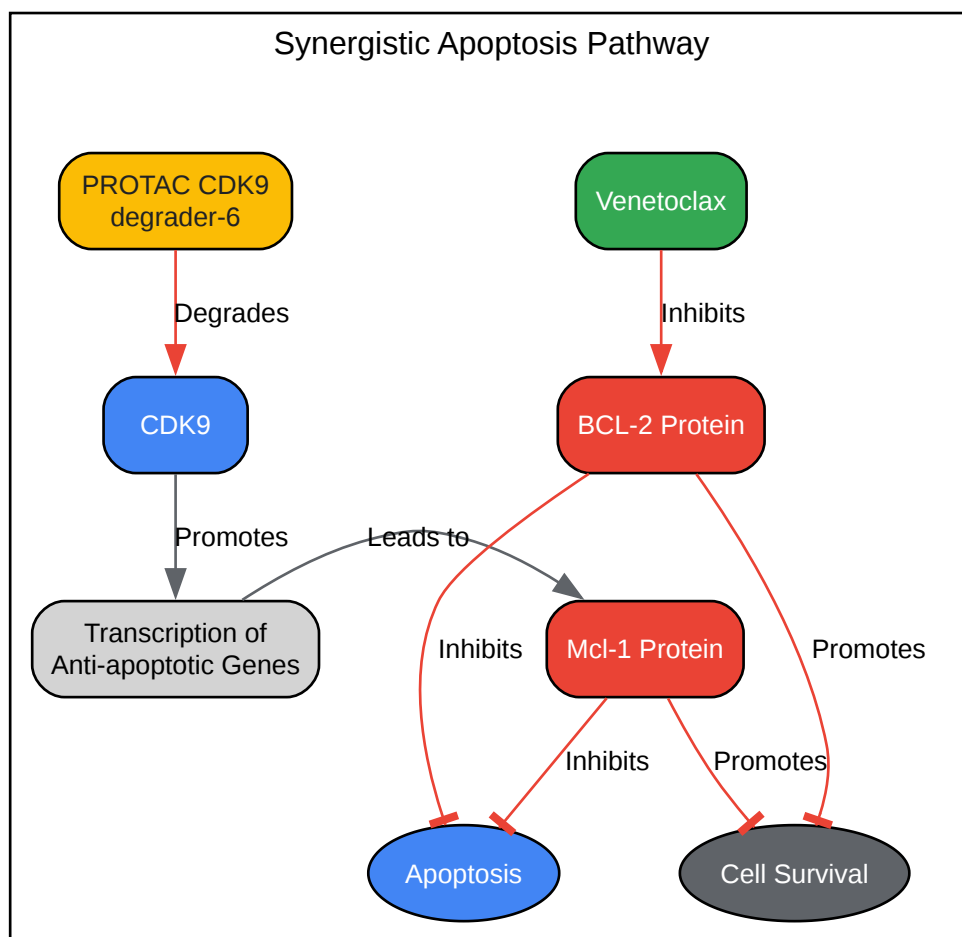 Synergistic Apoptosis Pathway
PROTAC CDK9
degrader-6
Venetoclax
Degrades
Inhibits
CDK9
BCL-2 Protein
Promotes
Leads to
Transcription of
Anti-apoptotic Genes
Inhibits
Mcl-1 Protein
Promotes
Inhibits
Promotes
Apoptosis
Cell Survival